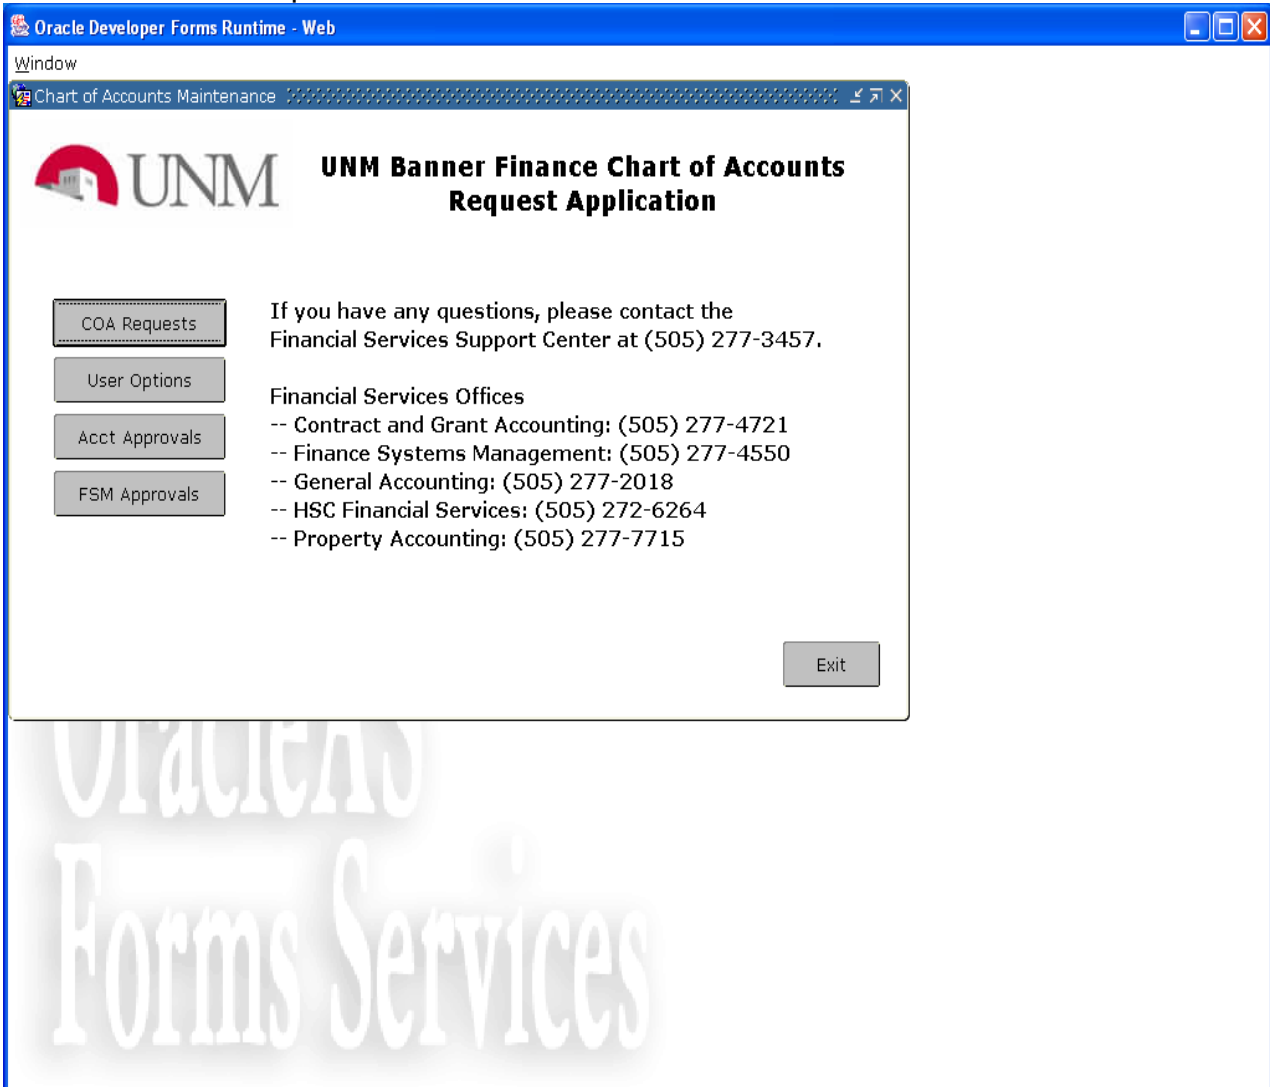 Oracle Developer Forms Runtime - Web
Window
Chart of Accounts Maintenance
UNM
UNM Banner Finance Chart of Accounts
Request Application
COA Requests
User Options
Acct Approvals
FSM Approvals
If you have any questions, please contact the
Financial Services Support Center at (505) 277-3457.
Financial Services Offices
-- Contract and Grant Accounting: (505) 277-4721
-- Finance Systems Management: (505) 277-4550
-- General Accounting: (505) 277-2018
-- HSC Financial Services: (505) 272-6264
-- Property Accounting: (505) 277-7715
Exit
OracleAS
Forms Services